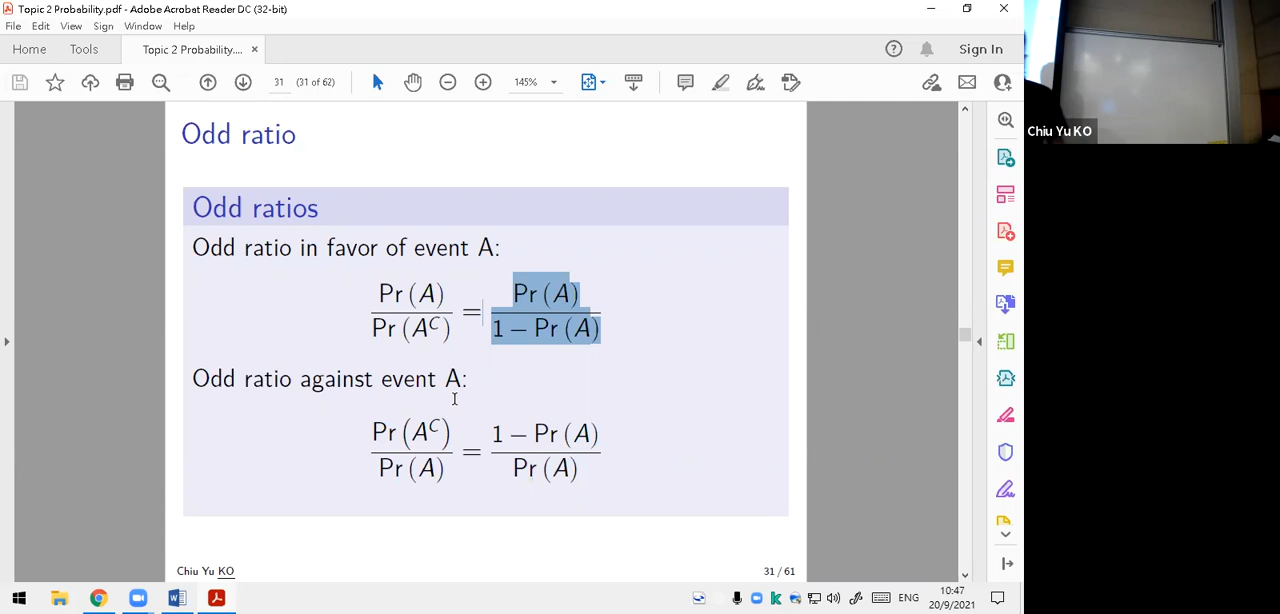 Topic 2 Probability.pdf - Adobe Acrobat Reader DC (32-bit)
File Edit View Sign Window Help
Home Tools Topic 2 Probability.... × Sign In
31 (31 of 62) 145%
Chiu Yu KO
Odd ratio
Odd ratios
Odd ratio in favor of event A:
Pr (A) / Pr (A^C) = Pr (A) / 1 − Pr (A)
Odd ratio against event A:
Pr (A^C) / Pr (A) = 1 − Pr (A) / Pr (A)
Chiu Yu KO 31 / 61
ENG
10:47
20/9/2021